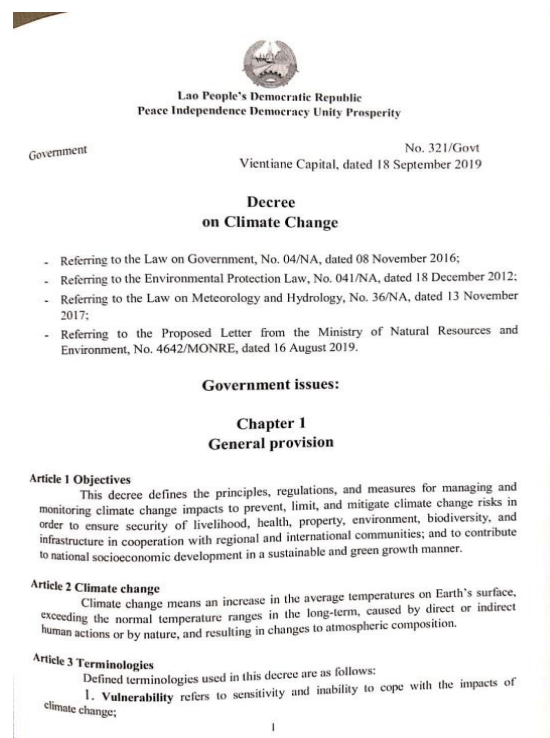 Lao People's Democratic Republic
Peace Independence Democracy Unity Prosperity
Government
No. 321/Govt
Vientiane Capital, dated 18 September 2019
Decree
on Climate Change
- Referring to the Law on Government, No. 04/NA, dated 08 November 2016;
- Referring to the Environmental Protection Law, No. 041/NA, dated 18 December 2012;
- Referring to the Law on Meteorology and Hydrology, No. 36/NA, dated 13 November
2017;
- Referring to the Proposed Letter from the Ministry of Natural Resources and
Environment, No. 4642/MONRE, dated 16 August 2019.
Government issues:
Chapter 1
General provision
Article 1 Objectives
This decree defines the principles, regulations, and measures for managing and
monitoring climate change impacts to prevent, limit, and mitigate climate change risks in
order to ensure security of livelihood, health, property, environment, biodiversity, and
infrastructure in cooperation with regional and international communities; and to contribute
to national socioeconomic development in a sustainable and green growth manner.
Article 2 Climate change
Climate change means an increase in the average temperatures on Earth's surface,
exceeding the normal temperature ranges in the long-term, caused by direct or indirect
human actions or by nature, and resulting in changes to atmospheric composition.
Article 3 Terminologies
Defined terminologies used in this decree are as follows:
1. Vulnerability refers to sensitivity and inability to cope with the impacts of
climate change;
1